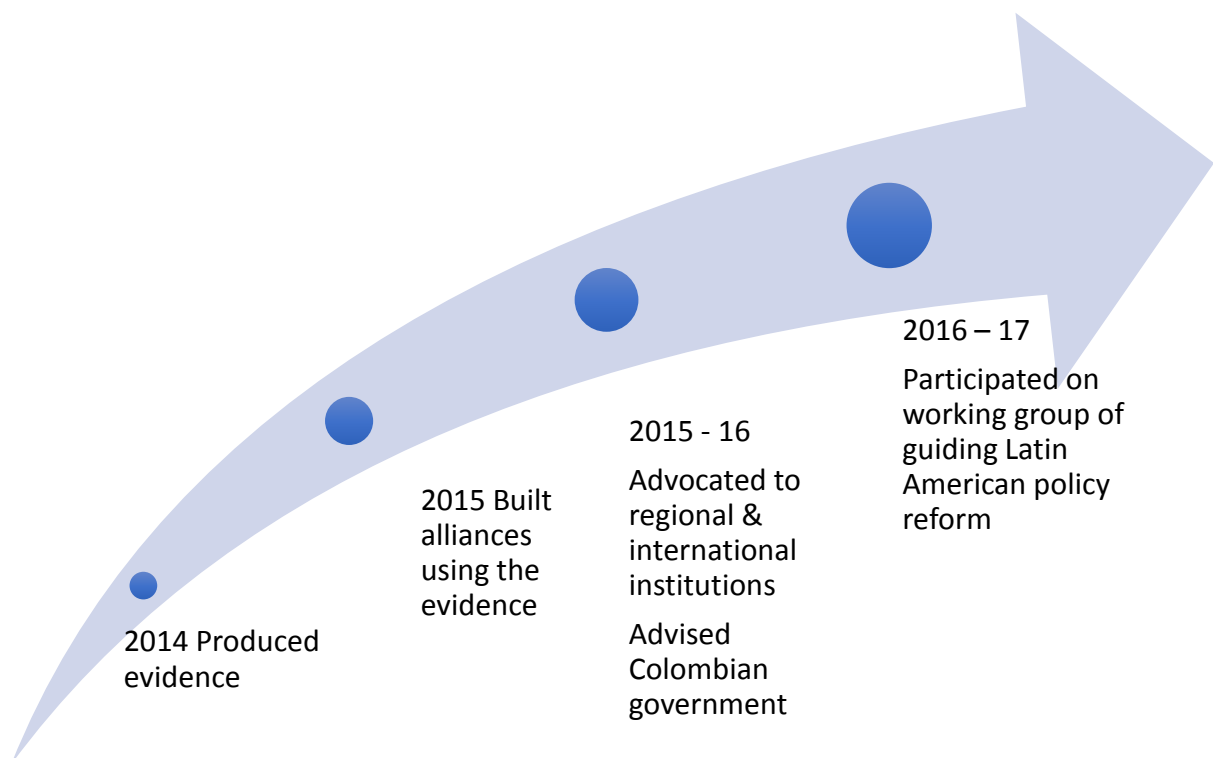 2014 Produced
evidence
2015 Built
alliances
using the
evidence
2015 - 16
Advocated to
regional &
international
institutions
Advised
Colombian
government
2016 – 17
Participated on
working group of
guiding Latin
American policy
reform